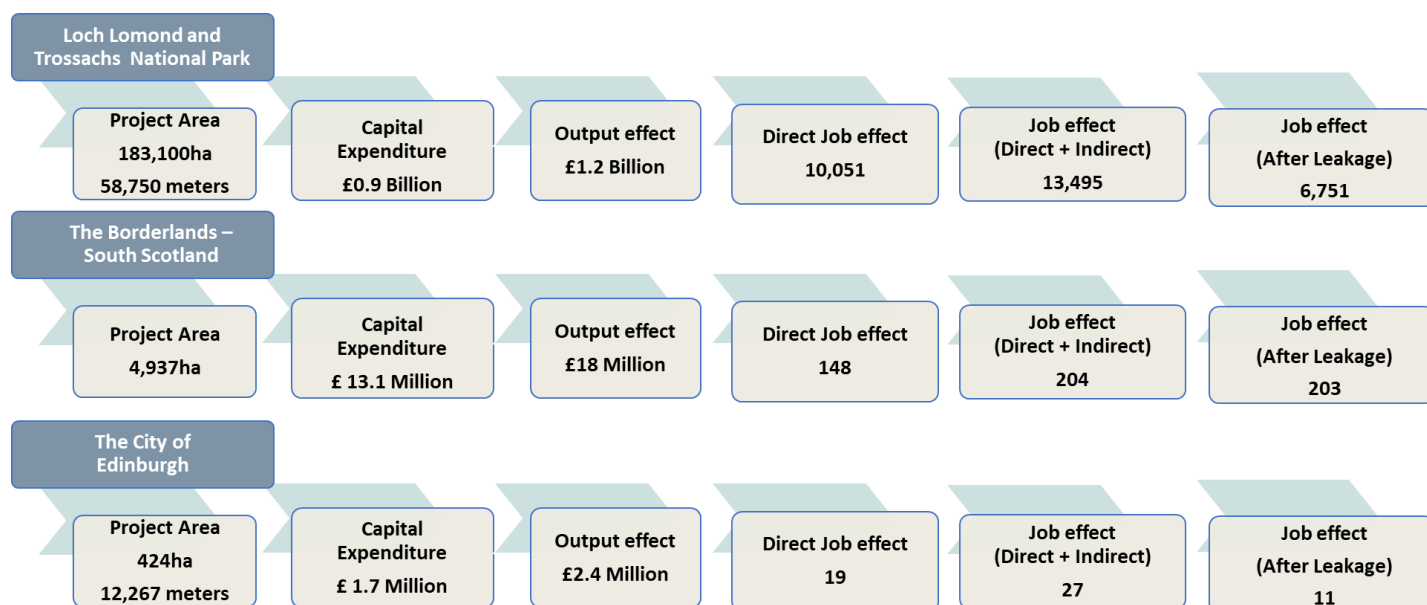 Loch Lomond and
Trossachs National Park
Project Area
183,100ha
58,750 meters
Capital
Expenditure
£0.9 Billion
Output effect
£1.2 Billion
Direct Job effect
10,051
Job effect
(Direct + Indirect)
13,495
Job effect
(After Leakage)
6,751
The Borderlands –
South Scotland
Project Area
4,937ha
Capital
Expenditure
£ 13.1 Million
Output effect
£18 Million
Direct Job effect
148
Job effect
(Direct + Indirect)
204
Job effect
(After Leakage)
203
The City of
Edinburgh
Project Area
424ha
12,267 meters
Capital
Expenditure
£ 1.7 Million
Output effect
£2.4 Million
Direct Job effect
19
Job effect
(Direct + Indirect)
27
Job effect
(After Leakage)
11